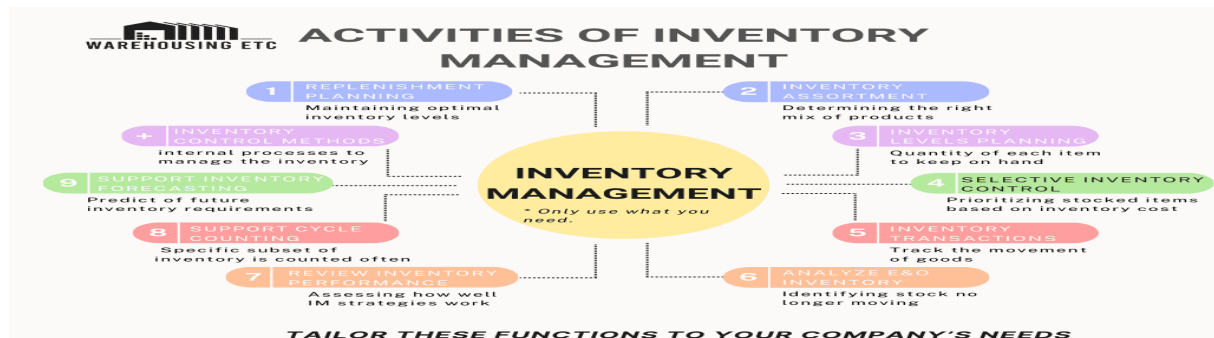 WAREHOUSING ETC
ACTIVITIES OF INVENTORY
MANAGEMENT
1
REPLENISHMENT
PLANNING
Maintaining optimal
inventory levels
2
INVENTORY
ASSORTMENT
Determining the right
mix of products
+
INVENTORY
CONTROL METHODS
internal processes to
manage the inventory
3
INVENTORY
LEVELS PLANNING
Quantity of each item
to keep on hand
INVENTORY
MANAGEMENT
* Only use what you
need.
9
SUPPORT INVENTORY
FORECASTING
Predict of future
inventory requirements
4
SELECTIVE INVENTORY
CONTROL
Prioritizing stocked items
based on inventory cost
8
SUPPORT CYCLE
COUNTING
Specific subset of
inventory is counted often
5
INVENTORY
TRANSACTIONS
Track the movement
of goods
7
REVIEW INVENTORY
PERFORMANCE
Assessing how well
IM strategies work
6
ANALYZE E&O
INVENTORY
Identifying stock no
longer moving
TAILOR THESE FUNCTIONS TO YOUR COMPANY'S NEEDS